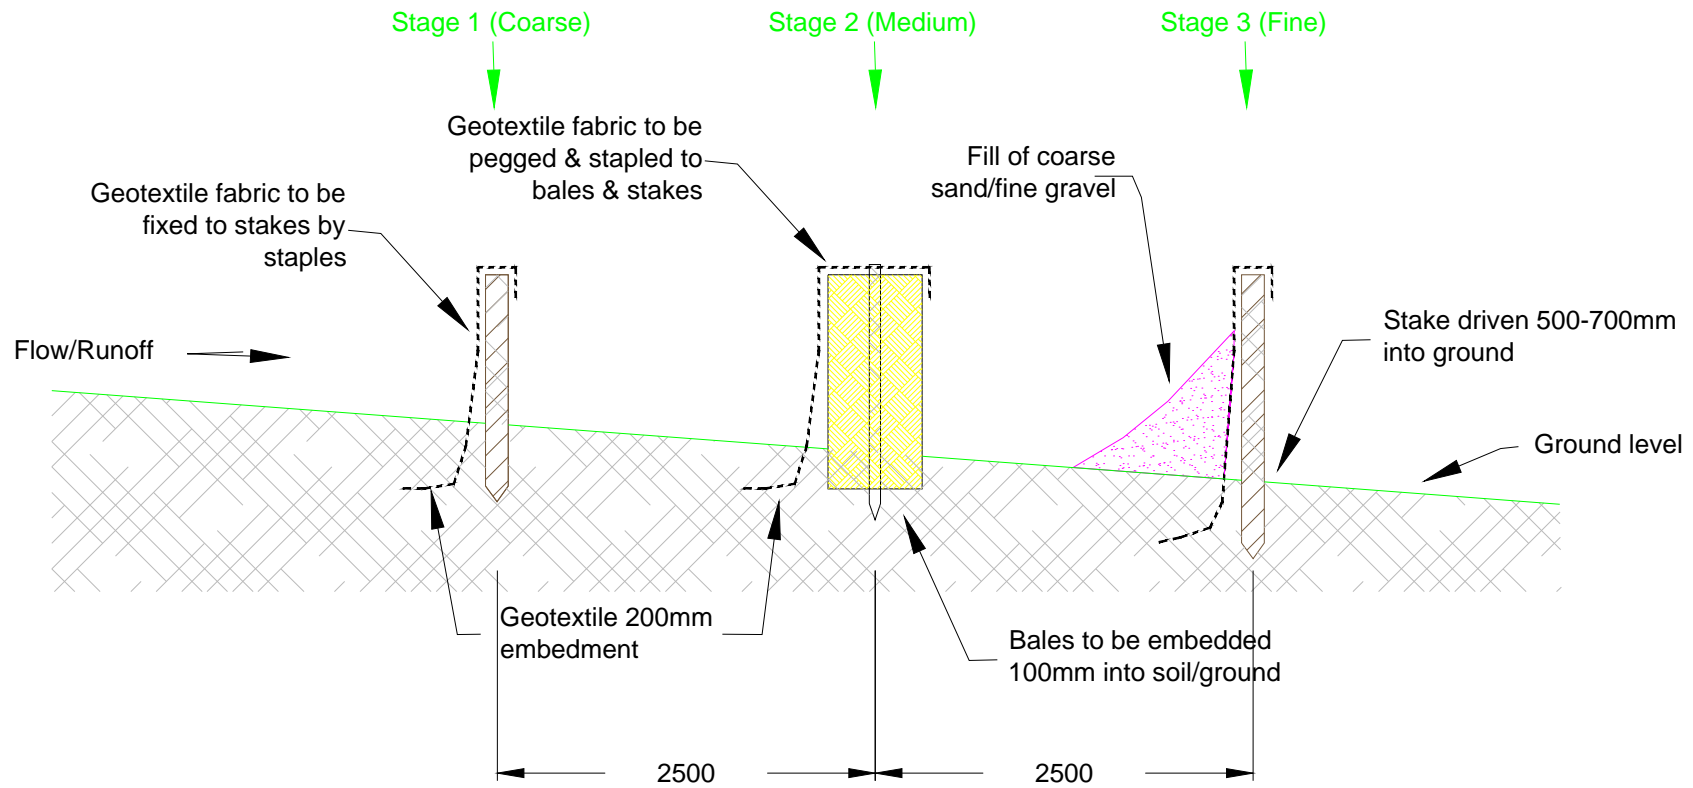 Stage 1 (Coarse)
Stage 2 (Medium)
Stage 3 (Fine)
Geotextile fabric to be
pegged & stapled to
bales & stakes
Fill of coarse
sand/fine gravel
Geotextile fabric to be
fixed to stakes by
staples
Flow/Runoff
Stake driven 500-700mm
into ground
Ground level
Geotextile 200mm
embedment
Bales to be embedded
100mm into soil/ground
2500
2500